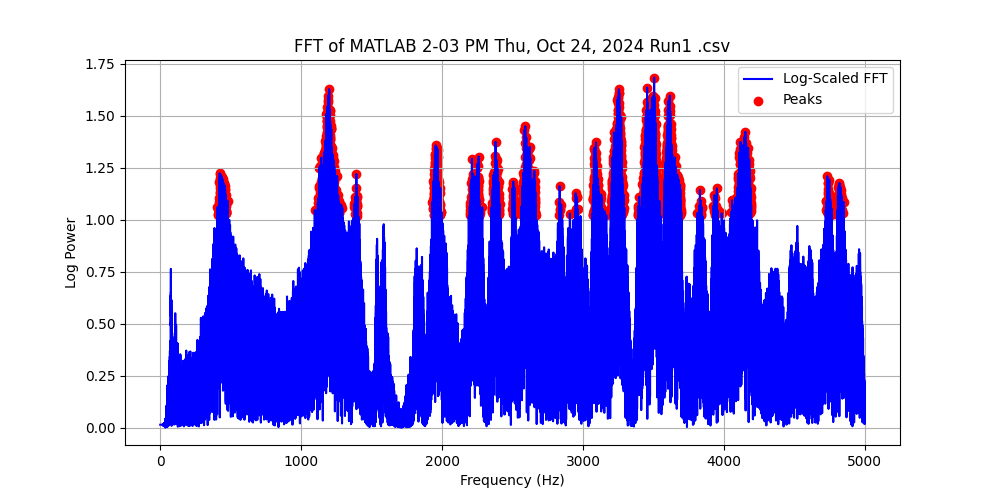 FFT of MATLAB 2-03 PM Thu, Oct 24, 2024 Run1 .csv
Log-Scaled FFT
Peaks
1.75
1.50
1.25
1.00
0.75
0.50
0.25
0.00
Log Power
0 1000 2000 3000 4000 5000
Frequency (Hz)